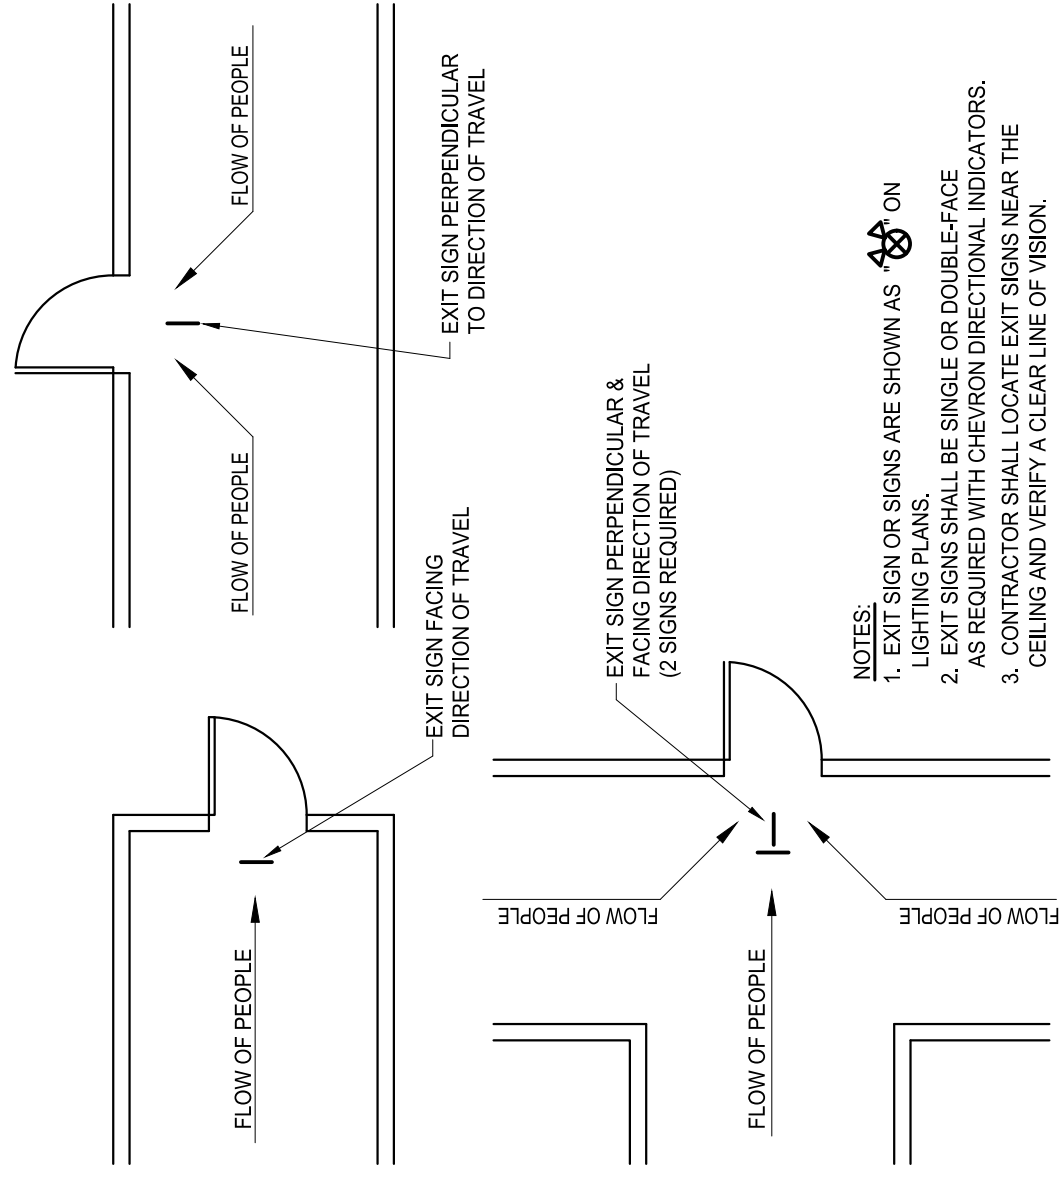 FLOW OF PEOPLE
EXIT SIGN FACING
DIRECTION OF TRAVEL
FLOW OF PEOPLE
FLOW OF PEOPLE
EXIT SIGN PERPENDICULAR
TO DIRECTION OF TRAVEL
FLOW OF PEOPLE
FLOW OF PEOPLE
FLOW OF PEOPLE
EXIT SIGN PERPENDICULAR &
FACING DIRECTION OF TRAVEL
(2 SIGNS REQUIRED)
NOTES:
1. EXIT SIGN OR SIGNS ARE SHOWN AS " " ON
LIGHTING PLANS.
2. EXIT SIGNS SHALL BE SINGLE OR DOUBLE-FACE
AS REQUIRED WITH CHEVRON DIRECTIONAL INDICATORS.
3. CONTRACTOR SHALL LOCATE EXIT SIGNS NEAR THE
CEILING AND VERIFY A CLEAR LINE OF VISION.